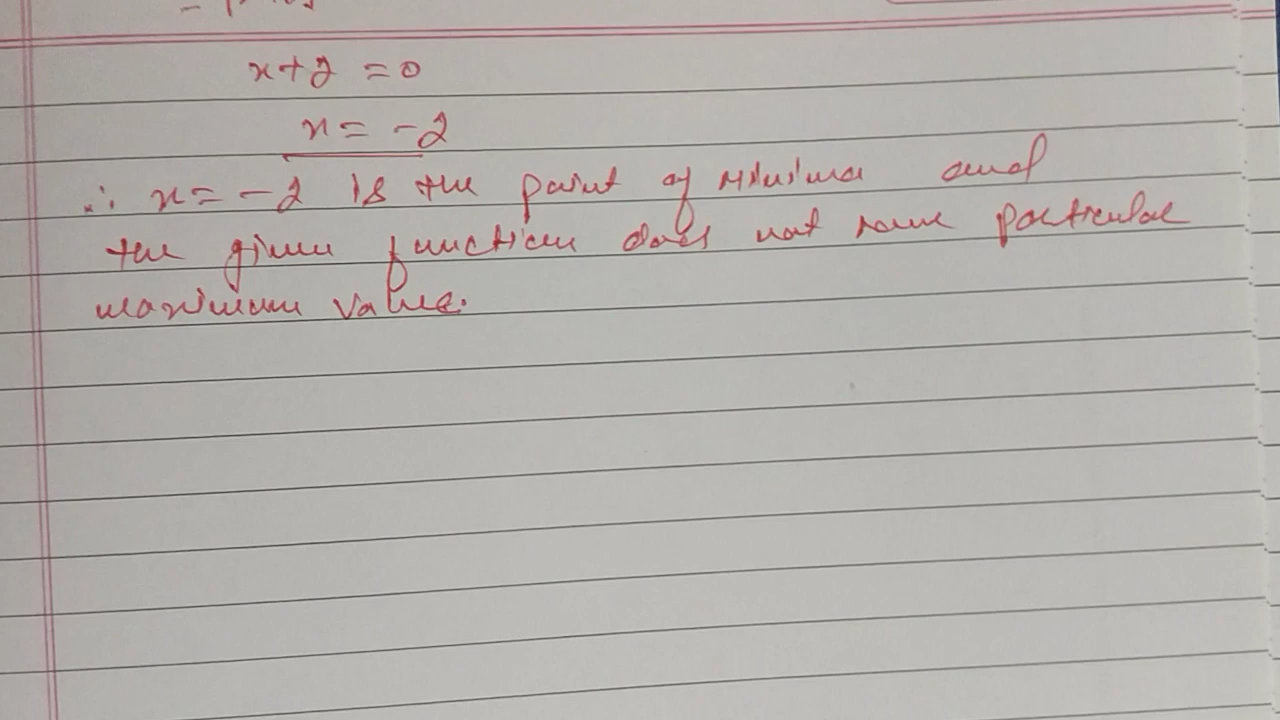 x+2 = 0
x = -2
∴ x = -2 is the point of minima and
the given function does not have particular
maximum value.